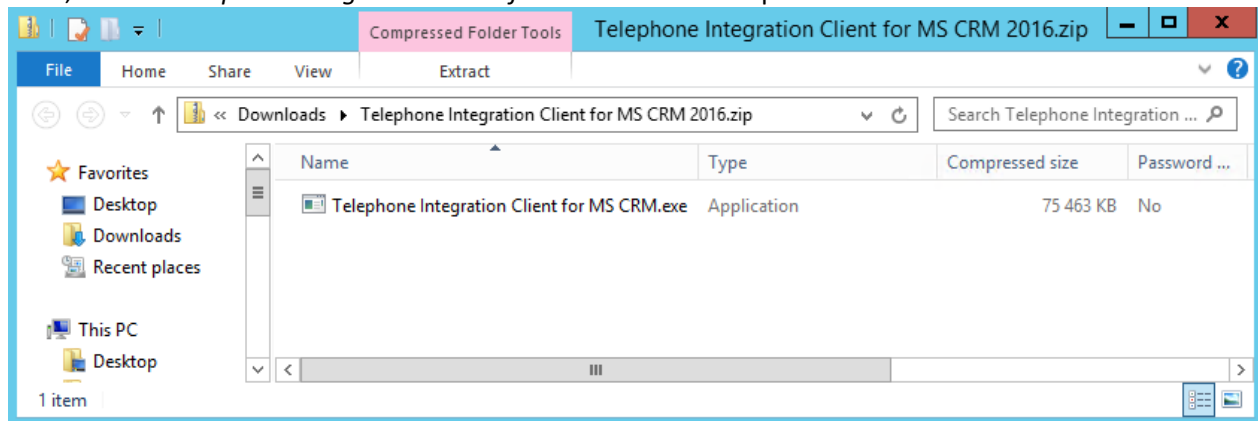 Compressed Folder Tools Telephone Integration Client for MS CRM 2016.zip
File Home Share View Extract
« Downloads Telephone Integration Client for MS CRM 2016.zip Search Telephone Integration ...
Favorites
Desktop
Downloads
Recent places
This PC
Desktop
Name Type Compressed size Password ...
Telephone Integration Client for MS CRM.exe Application 75 463 KB No
1 item